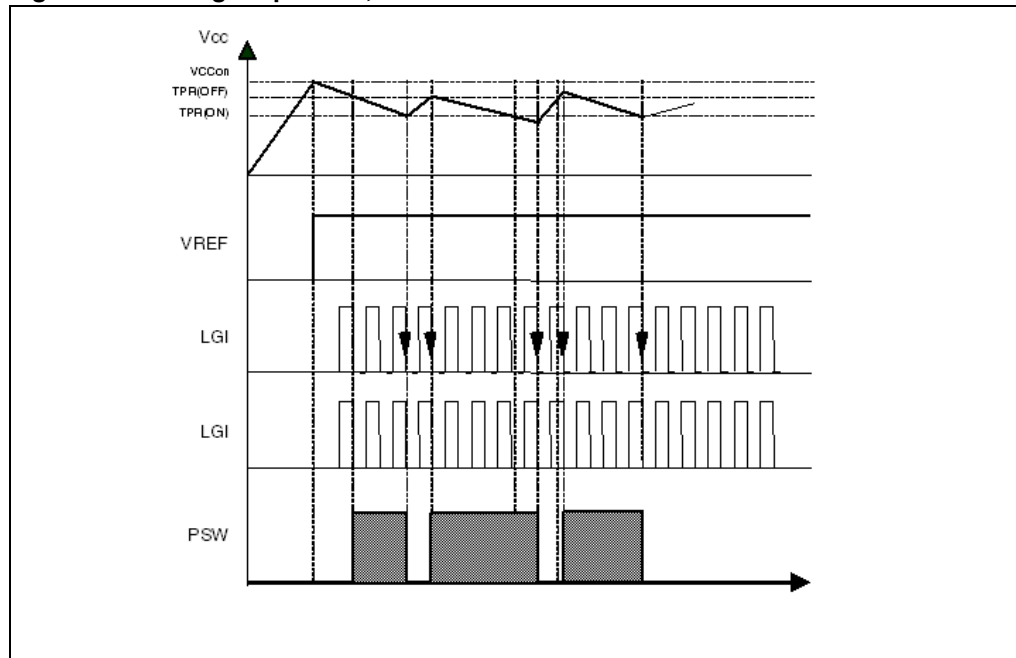 Vcc
VCCon
TPR(OFF)
TPR(ON)
VREF
LGI
LGI
PSW